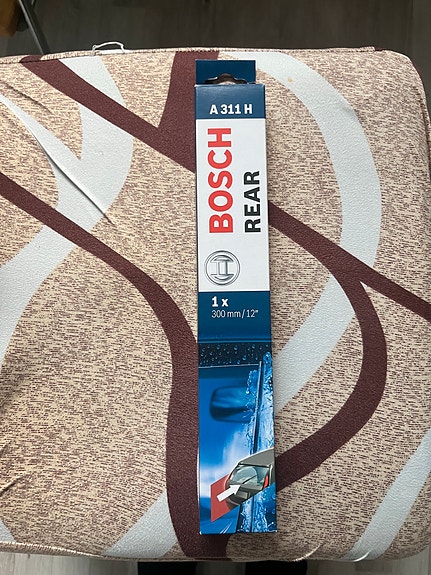 A 311 H
BOSCH
REAR
1 x
300 mm/12"